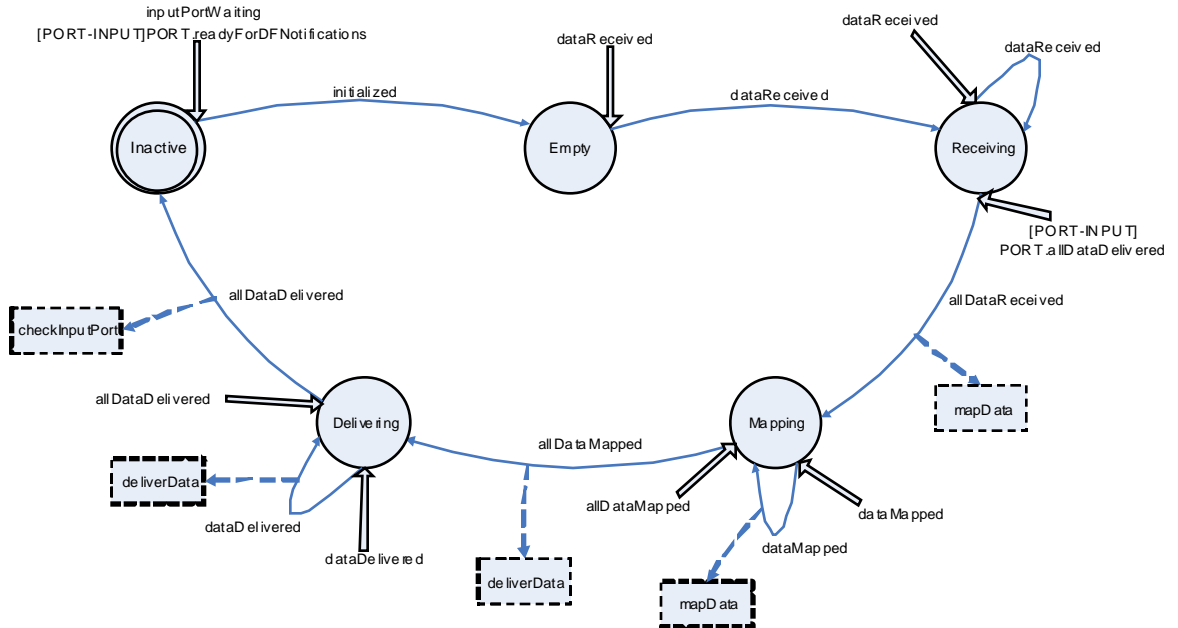 inputPortWaiting
[PORT-INPUT]PORT.readyForDFNotifications
dataReceived
dataReceived
dataReceived
initialized
dataReceived
Inactive
Empty
Receiving
[PORT-INPUT]
PORT.allDataDelivered
allDataDelivered
allDataReceived
checkInputPort
allDataDelivered
Delivering
Mapping
mapData
allDataMapped
deliverData
dataDelivered
allDataMapped
dataMapped
dataDelivered
dataMapped
deliverData
mapData